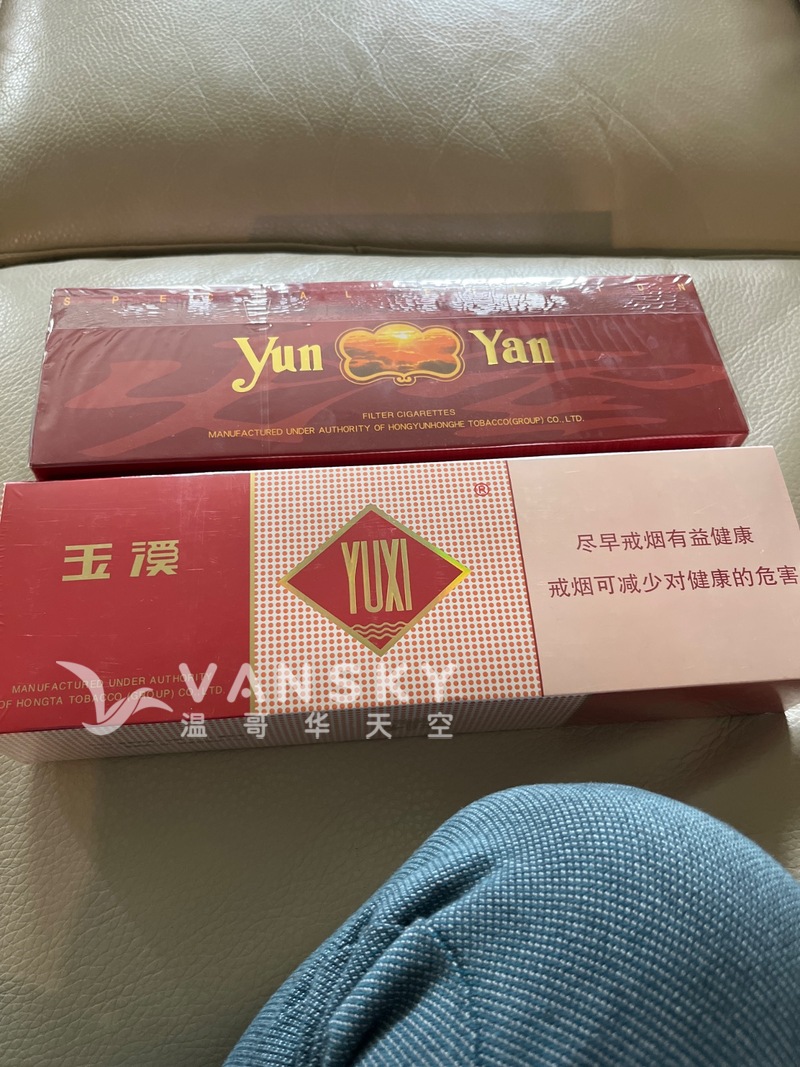 SPECIAL EDITION
Yun Yan
FILTER CIGARETTES
MANUFACTURED UNDER AUTHORITY OF HONGYUNHONGHE TOBACCO(GROUP) CO., LTD.
玉溪
MANUFACTURED UNDER AUTHORITY
OF HONGTA TOBACCO (GROUP) CO., LTD.
YUXI
®
尽早戒烟有益健康
戒烟可减少对健康的危害
VANSKY
温哥华天空